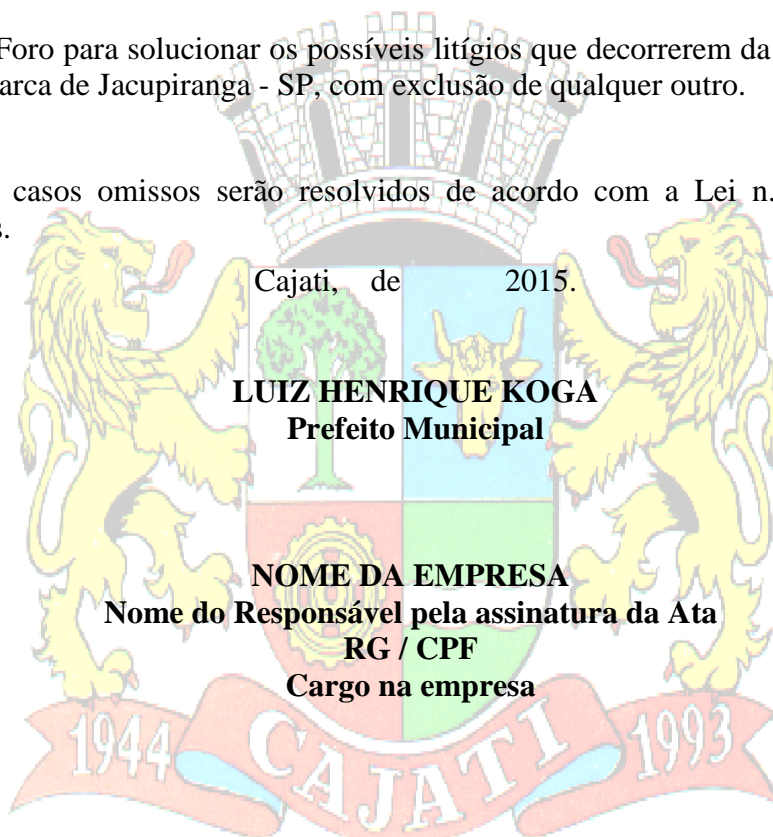 Foro para solucionar os possíveis litígios que decorrerem da
arca de Jacupiranga - SP, com exclusão de qualquer outro.
casos omissos serão resolvidos de acordo com a Lei n.
s.
Cajati, de 2015.
LUIZ HENRIQUE KOGA
Prefeito Municipal
NOME DA EMPRESA
Nome do Responsável pela assinatura da Ata
RG / CPF
Cargo na empresa
1944 CAJATI 1993